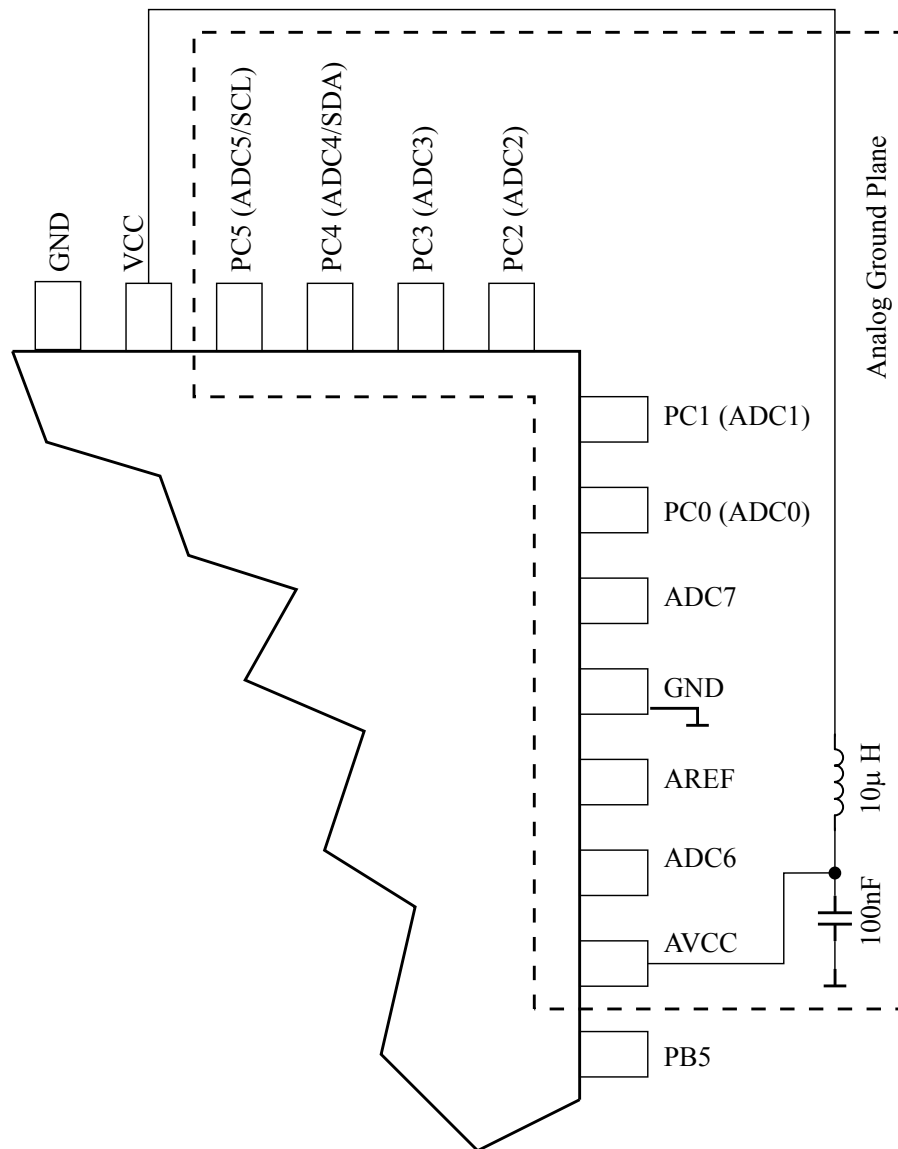 GND
VCC
PC5 (ADC5/SCL)
PC4 (ADC4/SDA)
PC3 (ADC3)
PC2 (ADC2)
Analog Ground Plane
PC1 (ADC1)
PC0 (ADC0)
ADC7
GND
AREF
10µ H
ADC6
100nF
AVCC
PB5